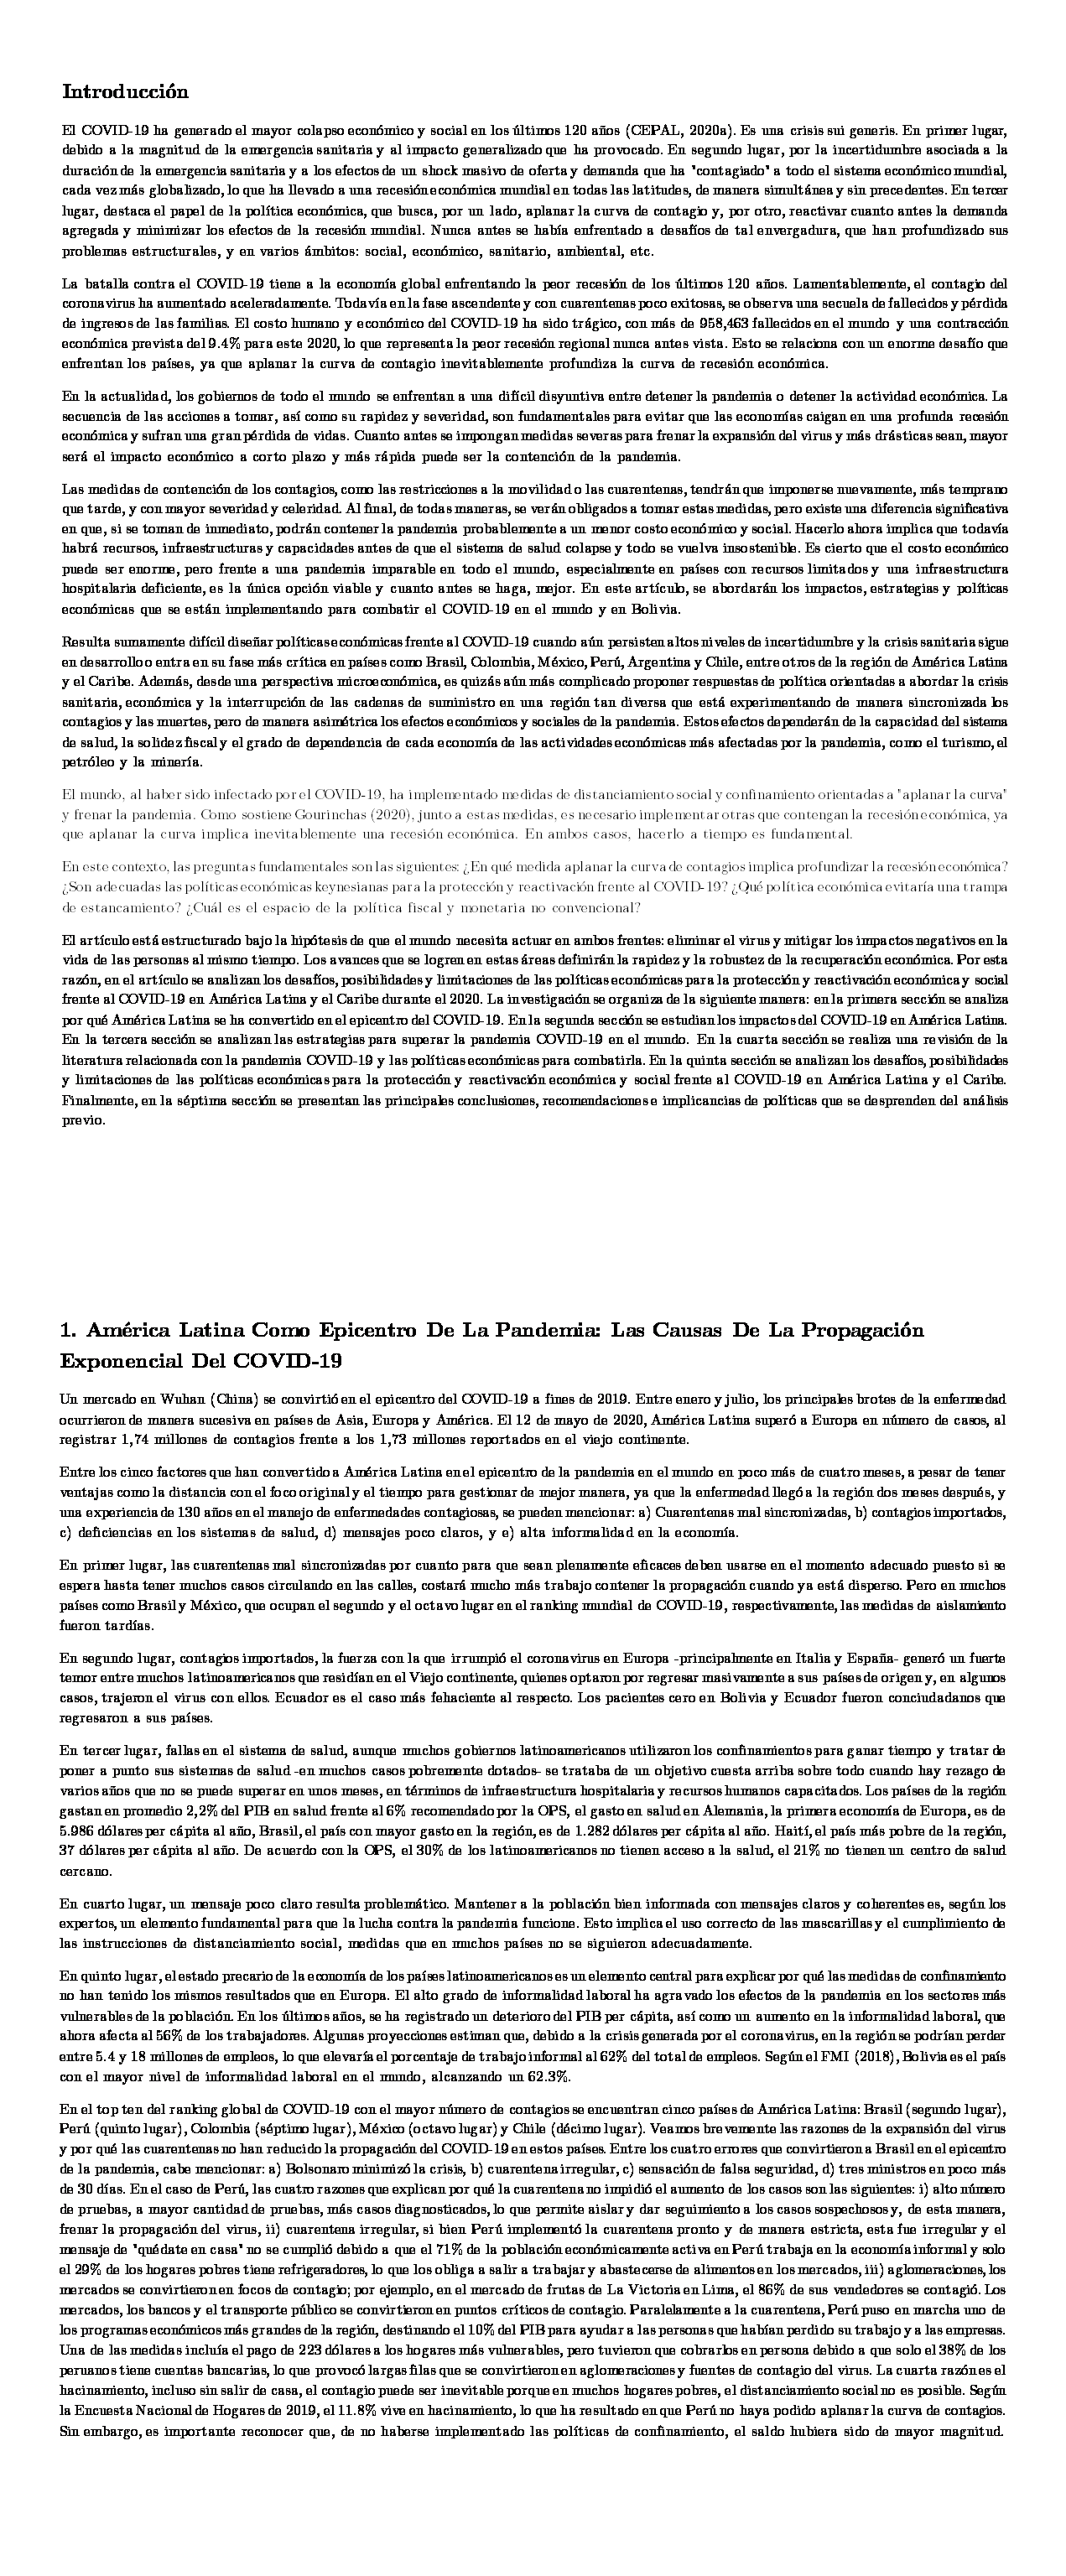 Introducción
El COVID-19 ha generado el mayor colapso económico y social en los últimos 120 años (CEPAL, 2020a). Es una crisis sui generis. En primer lugar,
debido a la magnitud de la emergencia sanitaria y al impacto generalizado que ha provocado. En segundo lugar, por la incertidumbre asociada a la
duración de la emergencia sanitaria y a los efectos de un shock masivo de oferta y demanda que ha "contagiado" a todo el sistema económico mundial,
cada vez más globalizado, lo que ha llevado a una recesión económica mundial en todas las latitudes, de manera simultánea y sin precedentes. En tercer
lugar, destaca el papel de la política económica, que busca, por un lado, aplanar la curva de contagio y, por otro, reactivar cuanto antes la demanda
agregada y minimizar los efectos de la recesión mundial. Nunca antes se había enfrentado a desafíos de tal envergadura, que han profundizado sus
problemas estructurales, y en varios ámbitos: social, económico, sanitario, ambiental, etc.
La batalla contra el COVID-19 tiene a la economía global enfrentando la peor recesión de los últimos 120 años. Lamentablemente, el contagio del
coronavirus ha aumentado aceleradamente. Todavía en la fase ascendente y con cuarentenas poco exitosas, se observa una secuela de fallecidos y pérdida
de ingresos de las familias. El costo humano y económico del COVID-19 ha sido trágico, con más de 958,463 fallecidos en el mundo y una contracción
económica prevista del 9.4% para este 2020, lo que representa la peor recesión regional nunca antes vista. Esto se relaciona con un enorme desafío que
enfrentan los países, ya que aplanar la curva de contagio inevitablemente profundiza la curva de recesión económica.
En la actualidad, los gobiernos de todo el mundo se enfrentan a una difícil disyuntiva entre detener la pandemia o detener la actividad económica. La
secuencia de las acciones a tomar, así como su rapidez y severidad, son fundamentales para evitar que las economías caigan en una profunda recesión
económica y sufran una gran pérdida de vidas. Cuanto antes se impongan medidas severas para frenar la expansión del virus y más drásticas sean, mayor
será el impacto económico a corto plazo y más rápida puede ser la contención de la pandemia.
Las medidas de contención de los contagios, como las restricciones a la movilidad o las cuarentenas, tendrán que imponerse nuevamente, más temprano
que tarde, y con mayor severidad y celeridad. Al final, de todas maneras, se verán obligados a tomar estas medidas, pero existe una diferencia significativa
en que, si se toman de inmediato, podrán contener la pandemia probablemente a un menor costo económico y social. Hacerlo ahora implica que todavía
habrá recursos, infraestructuras y capacidades antes de que el sistema de salud colapse y todo se vuelva insostenible. Es cierto que el costo económico
puede ser enorme, pero frente a una pandemia imparable en todo el mundo, especialmente en países con recursos limitados y una infraestructura
hospitalaria deficiente, es la única opción viable y cuanto antes se haga, mejor. En este artículo, se abordarán los impactos, estrategias y políticas
económicas que se están implementando para combatir el COVID-19 en el mundo y en Bolivia.
Resulta sumamente difícil diseñar políticas económicas frente al COVID-19 cuando aún persisten altos niveles de incertidumbre y la crisis sanitaria sigue
en desarrollo o entra en su fase más crítica en países como Brasil, Colombia, México, Perú, Argentina y Chile, entre otros de la región de América Latina
y el Caribe. Además, desde una perspectiva microeconómica, es quizás aún más complicado proponer respuestas de política orientadas a abordar la crisis
sanitaria, económica y la interrupción de las cadenas de suministro en una región tan diversa que está experimentando de manera sincronizada los
contagios y las muertes, pero de manera asimétrica los efectos económicos y sociales de la pandemia. Estos efectos dependerán de la capacidad del sistema
de salud, la solidez fiscal y el grado de dependencia de cada economía de las actividades económicas más afectadas por la pandemia, como el turismo, el
petróleo y la minería.
El mundo, al haber sido infectado por el COVID-19, ha implementado medidas de distanciamiento social y confinamiento orientadas a "aplanar la curva"
y frenar la pandemia. Como sostiene Gourinchas (2020), junto a estas medidas, es necesario implementar otras que contengan la recesión económica, ya
que aplanar la curva implica inevitablemente una recesión económica. En ambos casos, hacerlo a tiempo es fundamental.
En este contexto, las preguntas fundamentales son las siguientes: ¿En qué medida aplanar la curva de contagios implica profundizar la recesión económica?
¿Son adecuadas las políticas económicas keynesianas para la protección y reactivación frente al COVID-19? ¿Qué política económica evitaría una trampa
de estancamiento? ¿Cuál es el espacio de la política fiscal y monetaria no convencional?
El artículo está estructurado bajo la hipótesis de que el mundo necesita actuar en ambos frentes: eliminar el virus y mitigar los impactos negativos en la
vida de las personas al mismo tiempo. Los avances que se logren en estas áreas definirán la rapidez y la robustez de la recuperación económica. Por esta
razón, en el artículo se analizan los desafíos, posibilidades y limitaciones de las políticas económicas para la protección y reactivación económica y social
frente al COVID-19 en América Latina y el Caribe durante el 2020. La investigación se organiza de la siguiente manera: en la primera sección se analiza
por qué América Latina se ha convertido en el epicentro del COVID-19. En la segunda sección se estudian los impactos del COVID-19 en América Latina.
En la tercera sección se analizan las estrategias para superar la pandemia COVID-19 en el mundo. En la cuarta sección se realiza una revisión de la
literatura relacionada con la pandemia COVID-19 y las políticas económicas para combatirla. En la quinta sección se analizan los desafíos, posibilidades
y limitaciones de las políticas económicas para la protección y reactivación económica y social frente al COVID-19 en América Latina y el Caribe.
Finalmente, en la séptima sección se presentan las principales conclusiones, recomendaciones e implicancias de políticas que se desprenden del análisis
previo.
1. América Latina Como Epicentro De La Pandemia: Las Causas De La Propagación
Exponencial Del COVID-19
Un mercado en Wuhan (China) se convirtió en el epicentro del COVID-19 a fines de 2019. Entre enero y julio, los principales brotes de la enfermedad
ocurrieron de manera sucesiva en países de Asia, Europa y América. El 12 de mayo de 2020, América Latina superó a Europa en número de casos, al
registrar 1,74 millones de contagios frente a los 1,73 millones reportados en el viejo continente.
Entre los cinco factores que han convertido a América Latina en el epicentro de la pandemia en el mundo en poco más de cuatro meses, a pesar de tener
ventajas como la distancia con el foco original y el tiempo para gestionar de mejor manera, ya que la enfermedad llegó a la región dos meses después, y
una experiencia de 130 años en el manejo de enfermedades contagiosas, se pueden mencionar: a) Cuarentenas mal sincronizadas, b) contagios importados,
c) deficiencias en los sistemas de salud, d) mensajes poco claros, y e) alta informalidad en la economía.
En primer lugar, las cuarentenas mal sincronizadas por cuanto para que sean plenamente eficaces deben usarse en el momento adecuado puesto si se
espera hasta tener muchos casos circulando en las calles, costará mucho más trabajo contener la propagación cuando ya está disperso. Pero en muchos
países como Brasil y México, que ocupan el segundo y el octavo lugar en el ranking mundial de COVID-19, respectivamente, las medidas de aislamiento
fueron tardías.
En segundo lugar, contagios importados, la fuerza con la que irrumpió el coronavirus en Europa -principalmente en Italia y España- generó un fuerte
temor entre muchos latinoamericanos que residían en el Viejo continente, quienes optaron por regresar masivamente a sus países de origen y, en algunos
casos, trajeron el virus con ellos. Ecuador es el caso más fehaciente al respecto. Los pacientes cero en Bolivia y Ecuador fueron conciudadanos que
regresaron a sus países.
En tercer lugar, fallas en el sistema de salud, aunque muchos gobiernos latinoamericanos utilizaron los confinamientos para ganar tiempo y tratar de
poner a punto sus sistemas de salud -en muchos casos pobremente dotados- se trataba de un objetivo cuesta arriba sobre todo cuando hay rezago de
varios años que no se puede superar en unos meses, en términos de infraestructura hospitalaria y recursos humanos capacitados. Los países de la región
gastan en promedio 2,2% del PIB en salud frente al 6% recomendado por la OPS, el gasto en salud en Alemania, la primera economía de Europa, es de
5.986 dólares per cápita al año, Brasil, el país con mayor gasto en la región, es de 1.282 dólares per cápita al año. Haití, el país más pobre de la región,
37 dólares per cápita al año. De acuerdo con la OPS, el 30% de los latinoamericanos no tienen acceso a la salud, el 21% no tienen un centro de salud
cercano.
En cuarto lugar, un mensaje poco claro resulta problemático. Mantener a la población bien informada con mensajes claros y coherentes es, según los
expertos, un elemento fundamental para que la lucha contra la pandemia funcione. Esto implica el uso correcto de las mascarillas y el cumplimiento de
las instrucciones de distanciamiento social, medidas que en muchos países no se siguieron adecuadamente.
En quinto lugar, el estado precario de la economía de los países latinoamericanos es un elemento central para explicar por qué las medidas de confinamiento
no han tenido los mismos resultados que en Europa. El alto grado de informalidad laboral ha agravado los efectos de la pandemia en los sectores más
vulnerables de la población. En los últimos años, se ha registrado un deterioro del PIB per cápita, así como un aumento en la informalidad laboral, que
ahora afecta al 56% de los trabajadores. Algunas proyecciones estiman que, debido a la crisis generada por el coronavirus, en la región se podrían perder
entre 5.4 y 18 millones de empleos, lo que elevaría el porcentaje de trabajo informal al 62% del total de empleos. Según el FMI (2018), Bolivia es el país
con el mayor nivel de informalidad laboral en el mundo, alcanzando un 62.3%.
En el top ten del ranking global de COVID-19 con el mayor número de contagios se encuentran cinco países de América Latina: Brasil (segundo lugar),
Perú (quinto lugar), Colombia (séptimo lugar), México (octavo lugar) y Chile (décimo lugar). Veamos brevemente las razones de la expansión del virus
y por qué las cuarentenas no han reducido la propagación del COVID-19 en estos países. Entre los cuatro errores que convirtieron a Brasil en el epicentro
de la pandemia, cabe mencionar: a) Bolsonaro minimizó la crisis, b) cuarentena irregular, c) sensación de falsa seguridad, d) tres ministros en poco más
de 30 días. En el caso de Perú, las cuatro razones que explican por qué la cuarentena no impidió el aumento de los casos son las siguientes: i) alto número
de pruebas, a mayor cantidad de pruebas, más casos diagnosticados, lo que permite aislar y dar seguimiento a los casos sospechosos y, de esta manera,
frenar la propagación del virus, ii) cuarentena irregular, si bien Perú implementó la cuarentena pronto y de manera estricta, esta fue irregular y el
mensaje de "quédate en casa" no se cumplió debido a que el 71% de la población económicamente activa en Perú trabaja en la economía informal y solo
el 29% de los hogares pobres tiene refrigeradores, lo que los obliga a salir a trabajar y abastecerse de alimentos en los mercados, iii) aglomeraciones, los
mercados se convirtieron en focos de contagio; por ejemplo, en el mercado de frutas de La Victoria en Lima, el 86% de sus vendedores se contagió. Los
mercados, los bancos y el transporte público se convirtieron en puntos críticos de contagio. Paralelamente a la cuarentena, Perú puso en marcha uno de
los programas económicos más grandes de la región, destinando el 10% del PIB para ayudar a las personas que habían perdido su trabajo y a las empresas.
Una de las medidas incluía el pago de 223 dólares a los hogares más vulnerables, pero tuvieron que cobrarlos en persona debido a que solo el 38% de los
peruanos tiene cuentas bancarias, lo que provocó largas filas que se convirtieron en aglomeraciones y fuentes de contagio del virus. La cuarta razón es el
hacinamiento, incluso sin salir de casa, el contagio puede ser inevitable porque en muchos hogares pobres, el distanciamiento social no es posible. Según
la Encuesta Nacional de Hogares de 2019, el 11.8% vive en hacinamiento, lo que ha resultado en que Perú no haya podido aplanar la curva de contagios.
Sin embargo, es importante reconocer que, de no haberse implementado las políticas de confinamiento, el saldo hubiera sido de mayor magnitud.